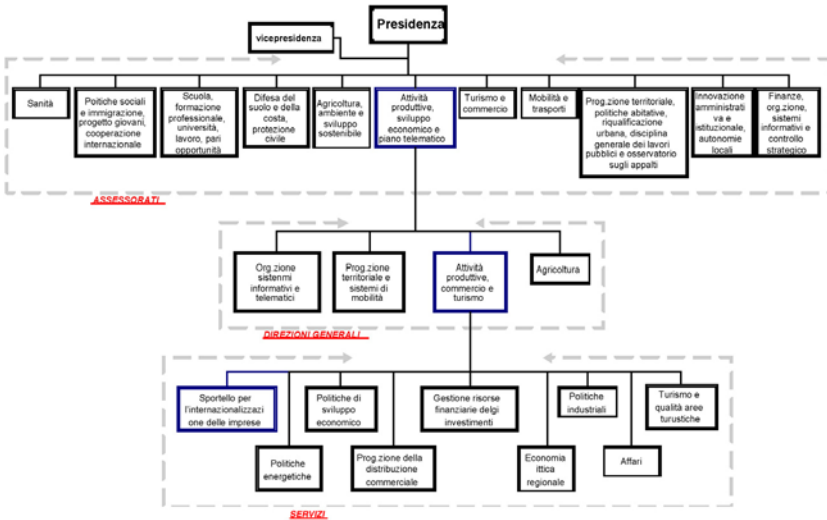 Presidenza
vicepresidenza
Sanità
Poitiche sociali
e immigrazione,
progetto giovani,
cooperazione
internazionale
Scuola,
formazione
professionale,
università,
lavoro, pari
opportunità
Difesa del
suolo e della
costa,
protezione
civile
Agricoltura,
ambiente e
sviluppo
sostenibile
Attività
produttive,
sviluppo
economico e
piano telematico
Turismo e
commercio
Mobilità e
trasporti
Prog.zione territoriale,
politiche abitative,
riqualificazione
urbana, disciplina
generale dei lavori
pubblici e osservatorio
sugli appalti
Innovazione
amministrati
va e
istituzionale,
autonomie
locali
Finanze,
org.zione,
sistemi
informativi e
controllo
strategico
ASSESSORATI
Org.zione
sistenmi
informativi e
telematici
Prog.zione
territoriale e
sistemi di
mobilità
Attività
produttive,
commercio e
turismo
Agricoltura
DIREZIONI GENERALI
Sportello per
l'internazionalizzazi
one delle imprese
Politiche di
sviluppo
economico
Gestione risorse
finanziarie delgi
investimenti
Politiche
industriali
Turismo e
qualità aree
turustiche
Politiche
energetiche
Prog.zione della
distribuzione
commerciale
Economia
ittica
regionale
Affari
SERVIZI